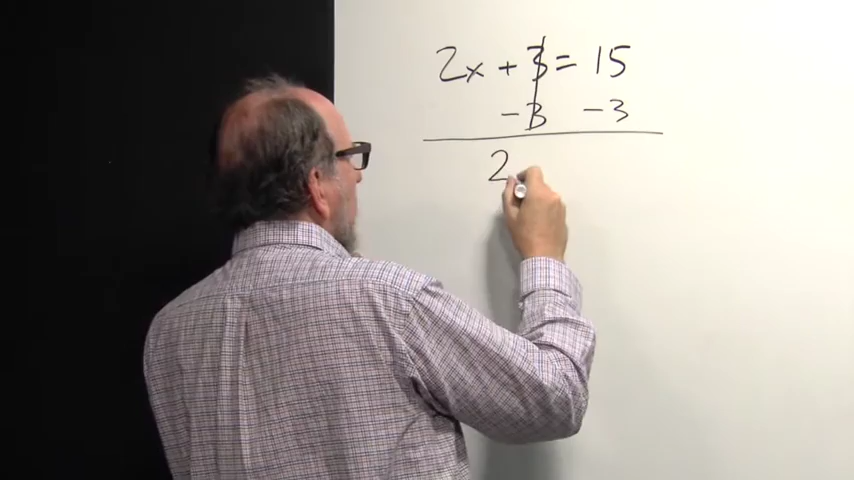 2x + 3 = 15
- 3 - 3
2